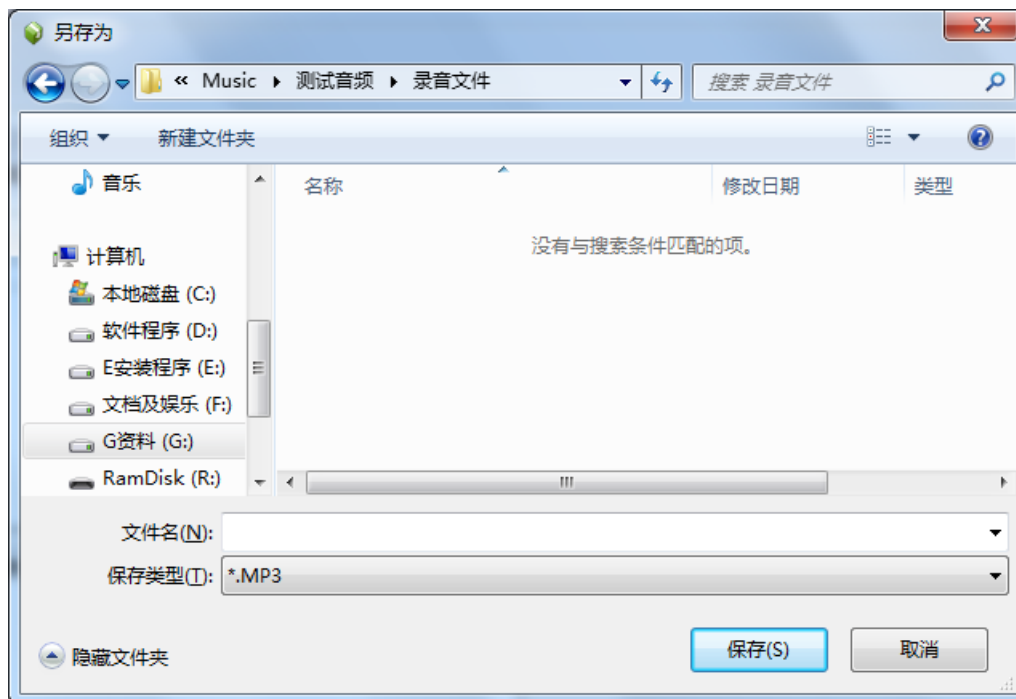 另存为
« Music ▸ 测试音频 ▸ 录音文件
搜索 录音文件
组织 新建文件夹
音乐
名称 修改日期 类型
没有与搜索条件匹配的项。
计算机
本地磁盘 (C:)
软件程序 (D:)
E安装程序 (E:)
文档及娱乐 (F:)
G资料 (G:)
RamDisk (R:)
文件名(N):
保存类型(T): *.MP3
隐藏文件夹
保存(S) 取消